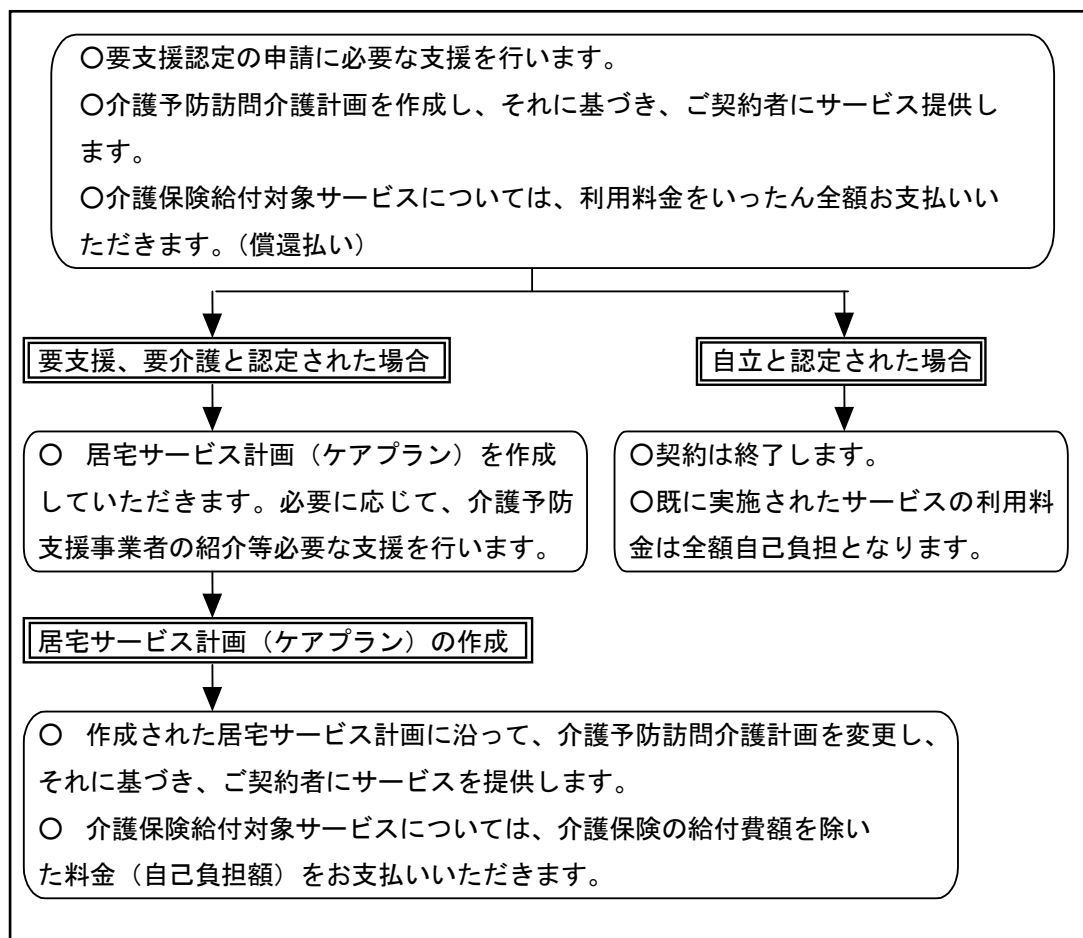 〇要支援認定の申請に必要な支援を行います。
〇介護予防訪問介護計画を作成し、それに基づき、ご契約者にサービス提供し
ます。
〇介護保険給付対象サービスについては、利用料金をいったん全額お支払いい
ただきます。（償還払い）
要支援、要介護と認定された場合
自立と認定された場合
〇　居宅サービス計画（ケアプラン）を作成
していただきます。必要に応じて、介護予防
支援事業者の紹介等必要な支援を行います。
〇契約は終了します。
〇既に実施されたサービスの利用料
金は全額自己負担となります。
居宅サービス計画（ケアプラン）の作成
〇　作成された居宅サービス計画に沿って、介護予防訪問介護計画を変更し、
それに基づき、ご契約者にサービスを提供します。
〇　介護保険給付対象サービスについては、介護保険の給付費額を除い
た料金（自己負担額）をお支払いいただきます。